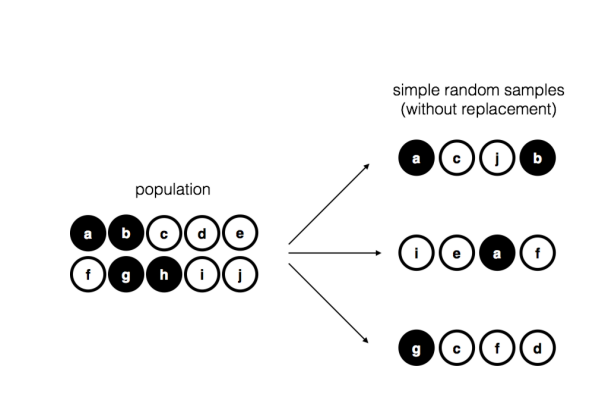 simple random samples
(without replacement)
a c j b
population
a b c d e
i e a f
f g h i j
g c f d